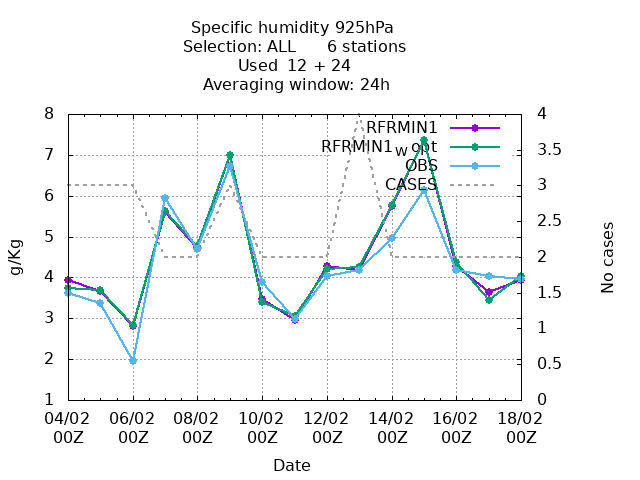 Specific humidity 925hPa
Selection: ALL 6 stations
Used 12 + 24
Averaging window: 24h
RFRMIN1
RFRMIN1_w opt
OBS
CASES
g/Kg
8
7
6
5
4
3
2
1
4
3.5
3
2.5
2
1.5
1
0.5
0
No cases
04/02 06/02 08/02 10/02 12/02 14/02 16/02 18/02
00Z 00Z 00Z 00Z 00Z 00Z 00Z 00Z
Date